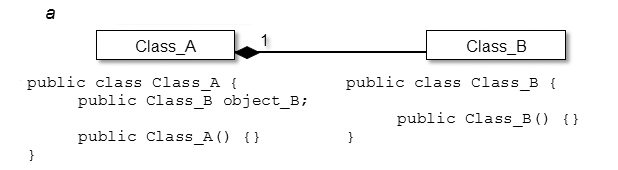 a
Class_A
1
Class_B
public class Class_A {
public Class_B object_B;
public Class_A() {}
}
public class Class_B {
public Class_B() {}
}